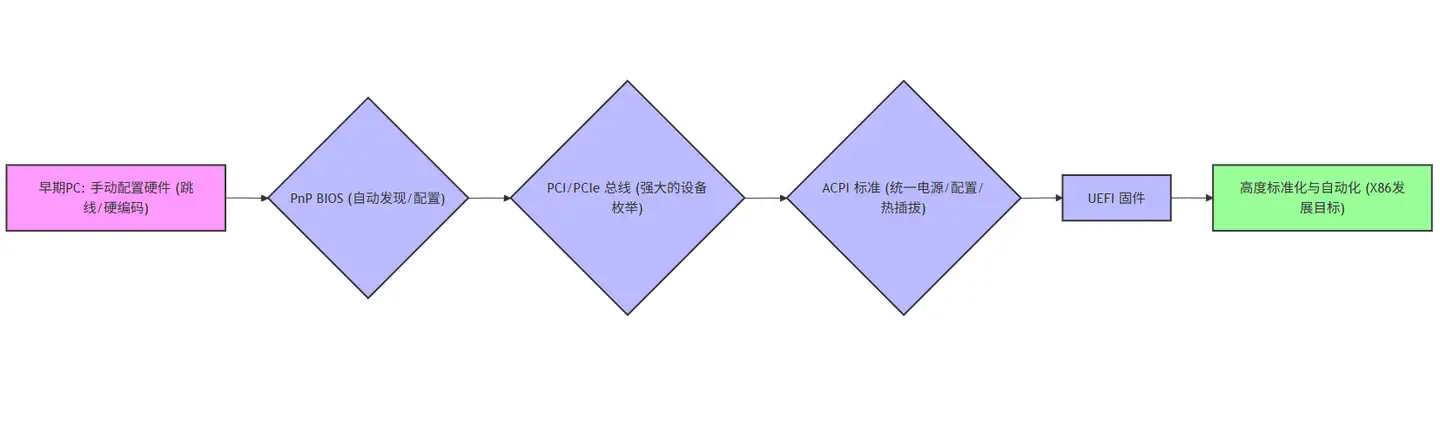 早期PC: 手动配置硬件 (跳
线/硬编码)
PnP BIOS (自动发现/配置)
PCI/PCIe 总线 (强大的设备
枚举)
ACPI 标准 (统一电源/配置/
热插拔)
UEFI 固件
高度标准化与自动化 (X86发
展目标)